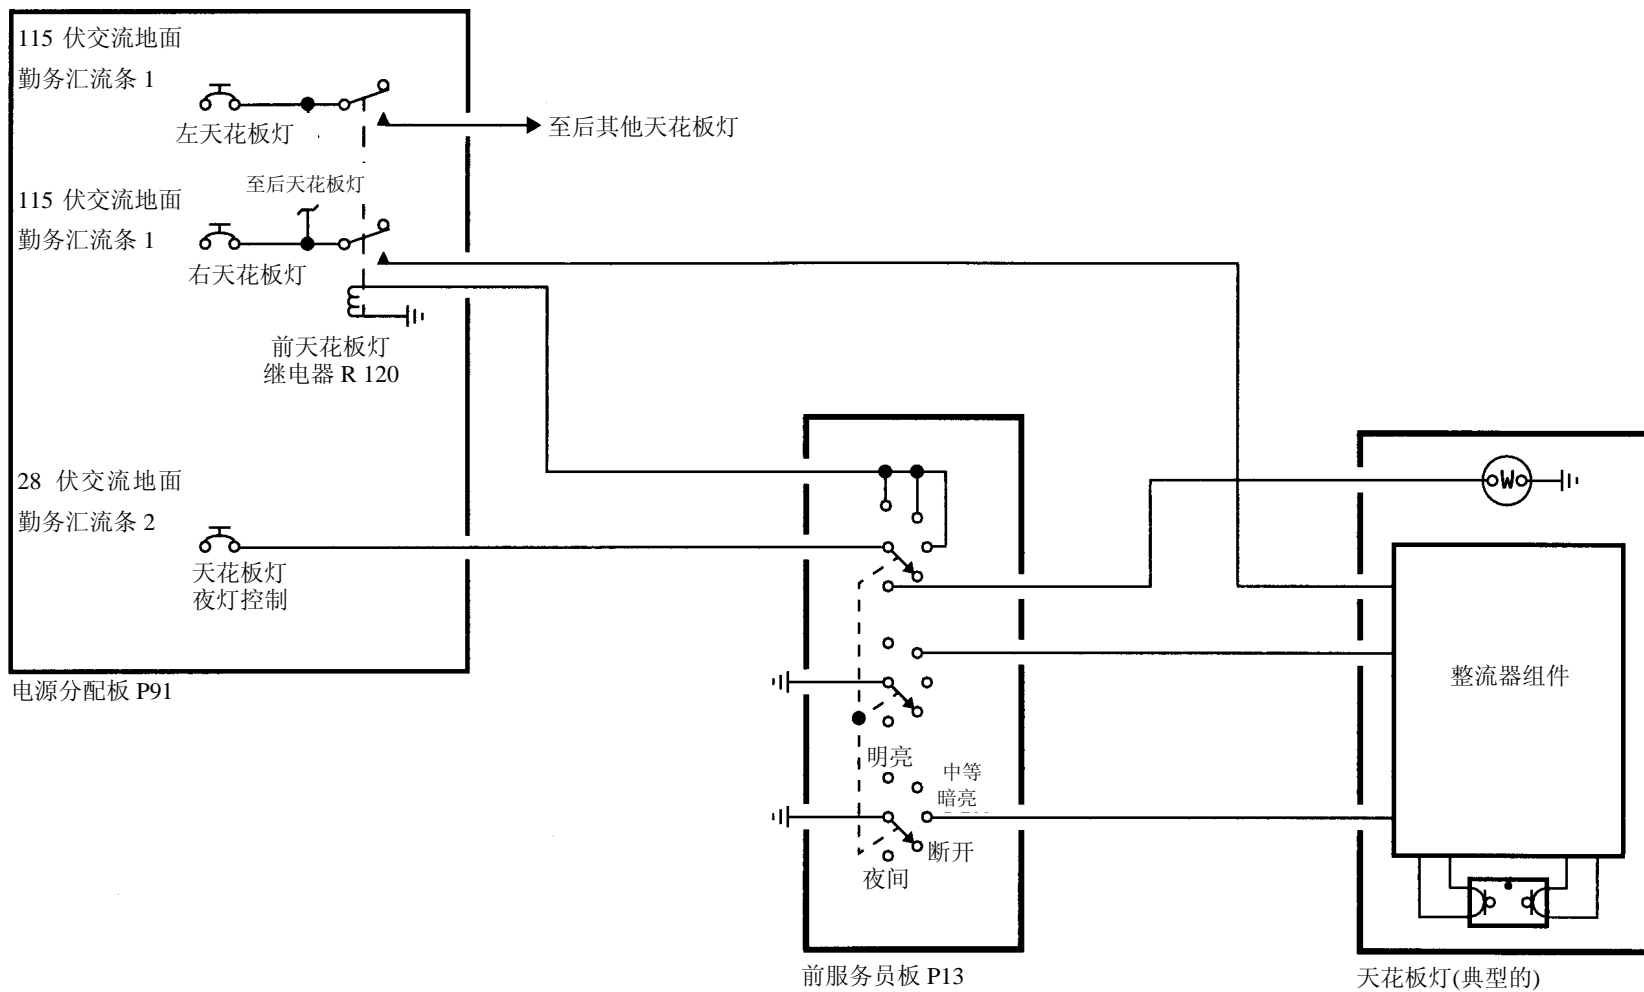 115 伏交流地面
勤务汇流条 1
左天花板灯
至后其他天花板灯
至后天花板灯
115 伏交流地面
勤务汇流条 1
右天花板灯
前天花板灯
继电器 R 120
28 伏交流地面
勤务汇流条 2
天花板灯
夜灯控制
电源分配板 P91
W
整流器组件
明亮
中等
暗亮
断开
夜间
前服务员板 P13
天花板灯(典型的)